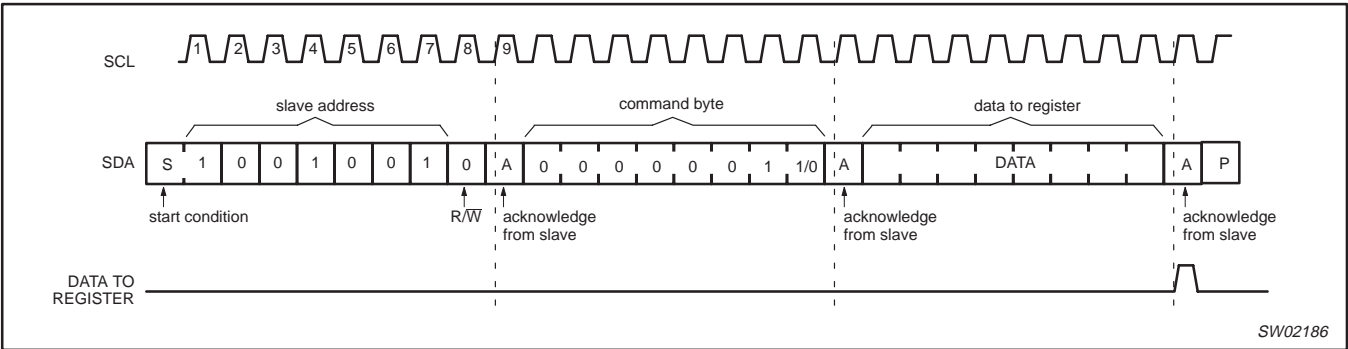 SCL 1 2 3 4 5 6 7 8 9
slave address command byte data to register
SDA S 1 0 0 1 0 0 1 0 A 0 0 0 0 0 0 1 1/0 A DATA A P
start condition R/W̅ acknowledge from slave acknowledge from slave acknowledge from slave
DATA TO
REGISTER
SW02186